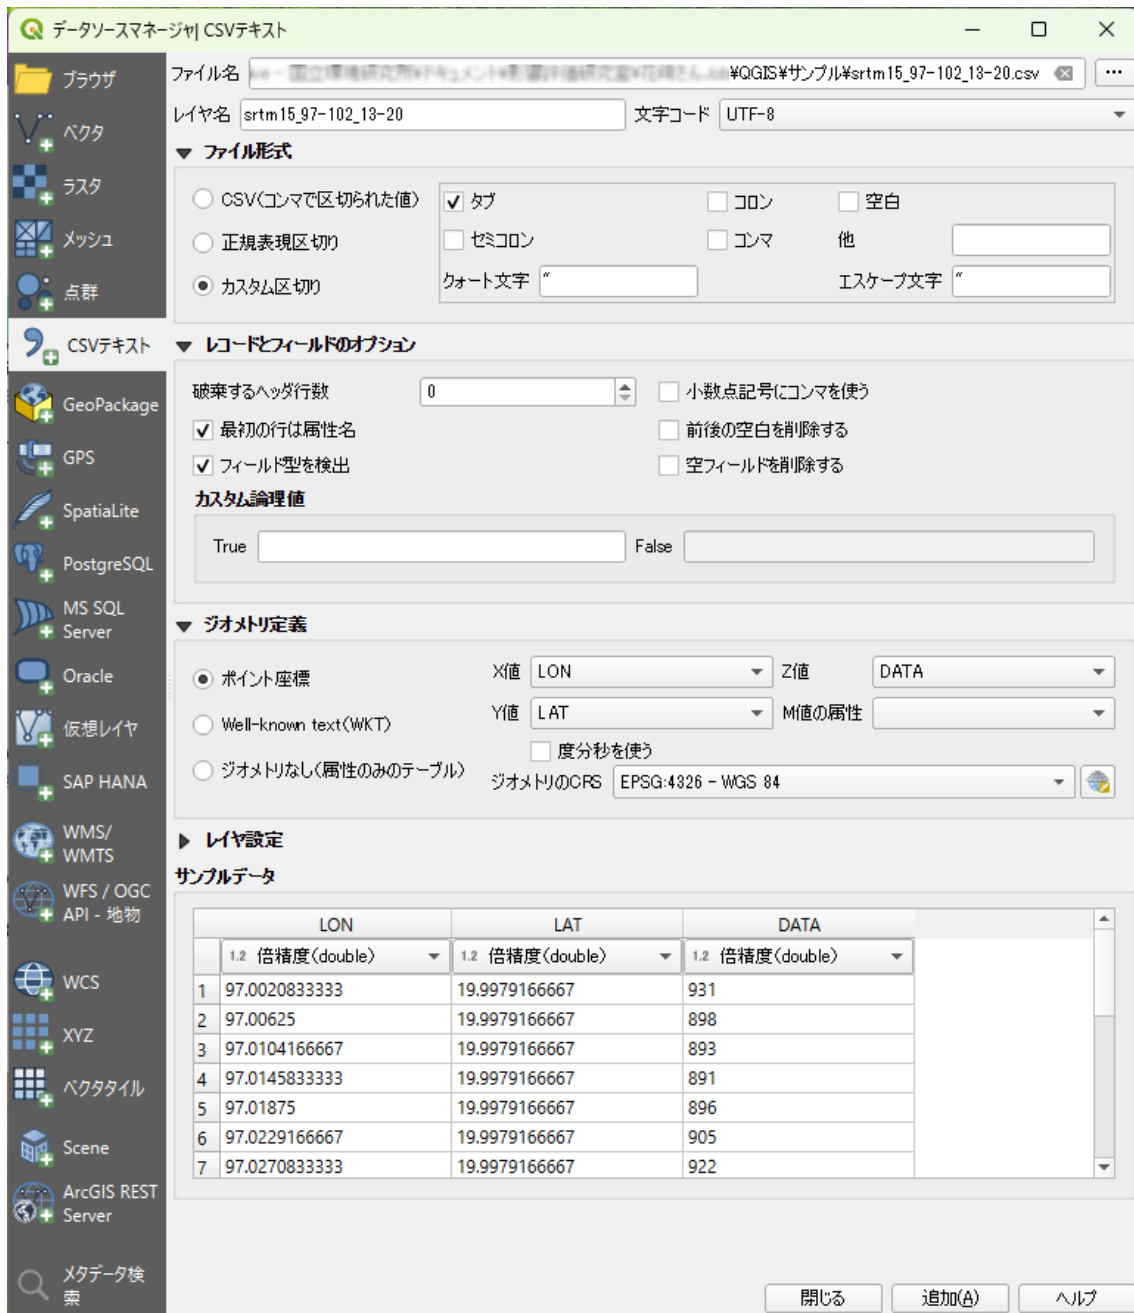 データソースマネージャ| CSVテキスト
ブラウザ
ベクタ
ラスタ
メッシュ
点群
CSVテキスト
GeoPackage
GPS
SpatiaLite
PostgreSQL
MS SQL
Server
Oracle
仮想レイヤ
SAP HANA
WMS/
WMTS
WFS / OGC
API - 地物
WCS
XYZ
ベクタタイル
Scene
ArcGIS REST
Server
メタデータ検
索
ファイル名 ¥QGIS¥サンプル¥srtm15_97-102_13-20.csv ...
レイヤ名 srtm15_97-102_13-20 文字コード UTF-8
ファイル形式
CSV(コンマで区切られた値) タブ コロン 空白
正規表現区切り セミコロン コンマ 他
カスタム区切り クォート文字 " エスケープ文字 "
レコードとフィールドのオプション
破棄するヘッダ行数 0 小数点記号にコンマを使う
最初の行は属性名 前後の空白を削除する
フィールド型を検出 空フィールドを削除する
カスタム論理値
True False
ジオメトリ定義
ポイント座標 X値 LON Z値 DATA
Well-known text(WKT) Y値 LAT M値の属性
度分秒を使う
ジオメトリなし(属性のみのテーブル) ジオメトリのCRS EPSG:4326 - WGS 84
レイヤ設定
サンプルデータ
LON LAT DATA
1.2 倍精度(double) 1.2 倍精度(double) 1.2 倍精度(double)
1 97.0020833333 19.9979166667 931
2 97.00625 19.9979166667 898
3 97.0104166667 19.9979166667 893
4 97.0145833333 19.9979166667 891
5 97.01875 19.9979166667 896
6 97.0229166667 19.9979166667 905
7 97.0270833333 19.9979166667 922
閉じる 追加(A) ヘルプ